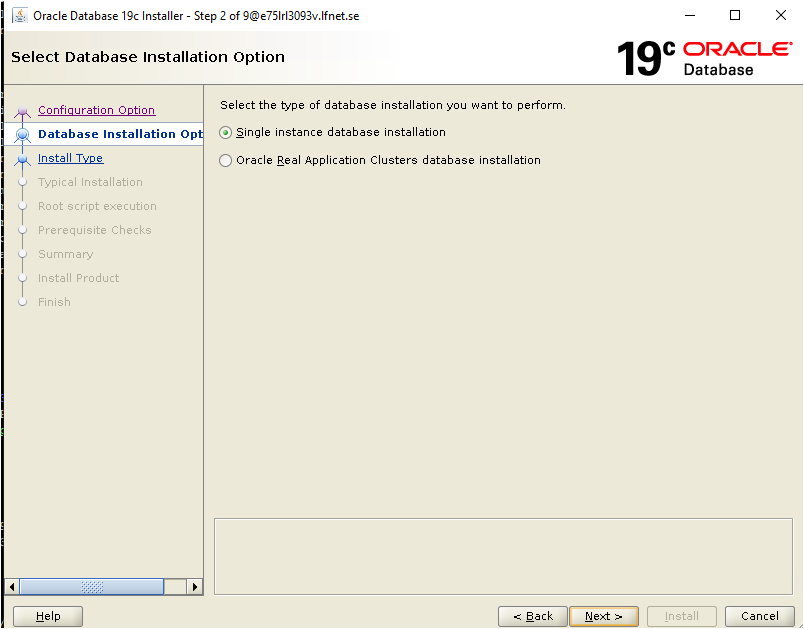 Oracle Database 19c Installer - Step 2 of 9@e75lrl3093v.lfnet.se
Select Database Installation Option
19c ORACLE
Database
Configuration Option
Database Installation Opt
Install Type
Typical Installation
Root script execution
Prerequisite Checks
Summary
Install Product
Finish
Select the type of database installation you want to perform.
Single instance database installation
Oracle Real Application Clusters database installation
Help
< Back
Next >
Install
Cancel